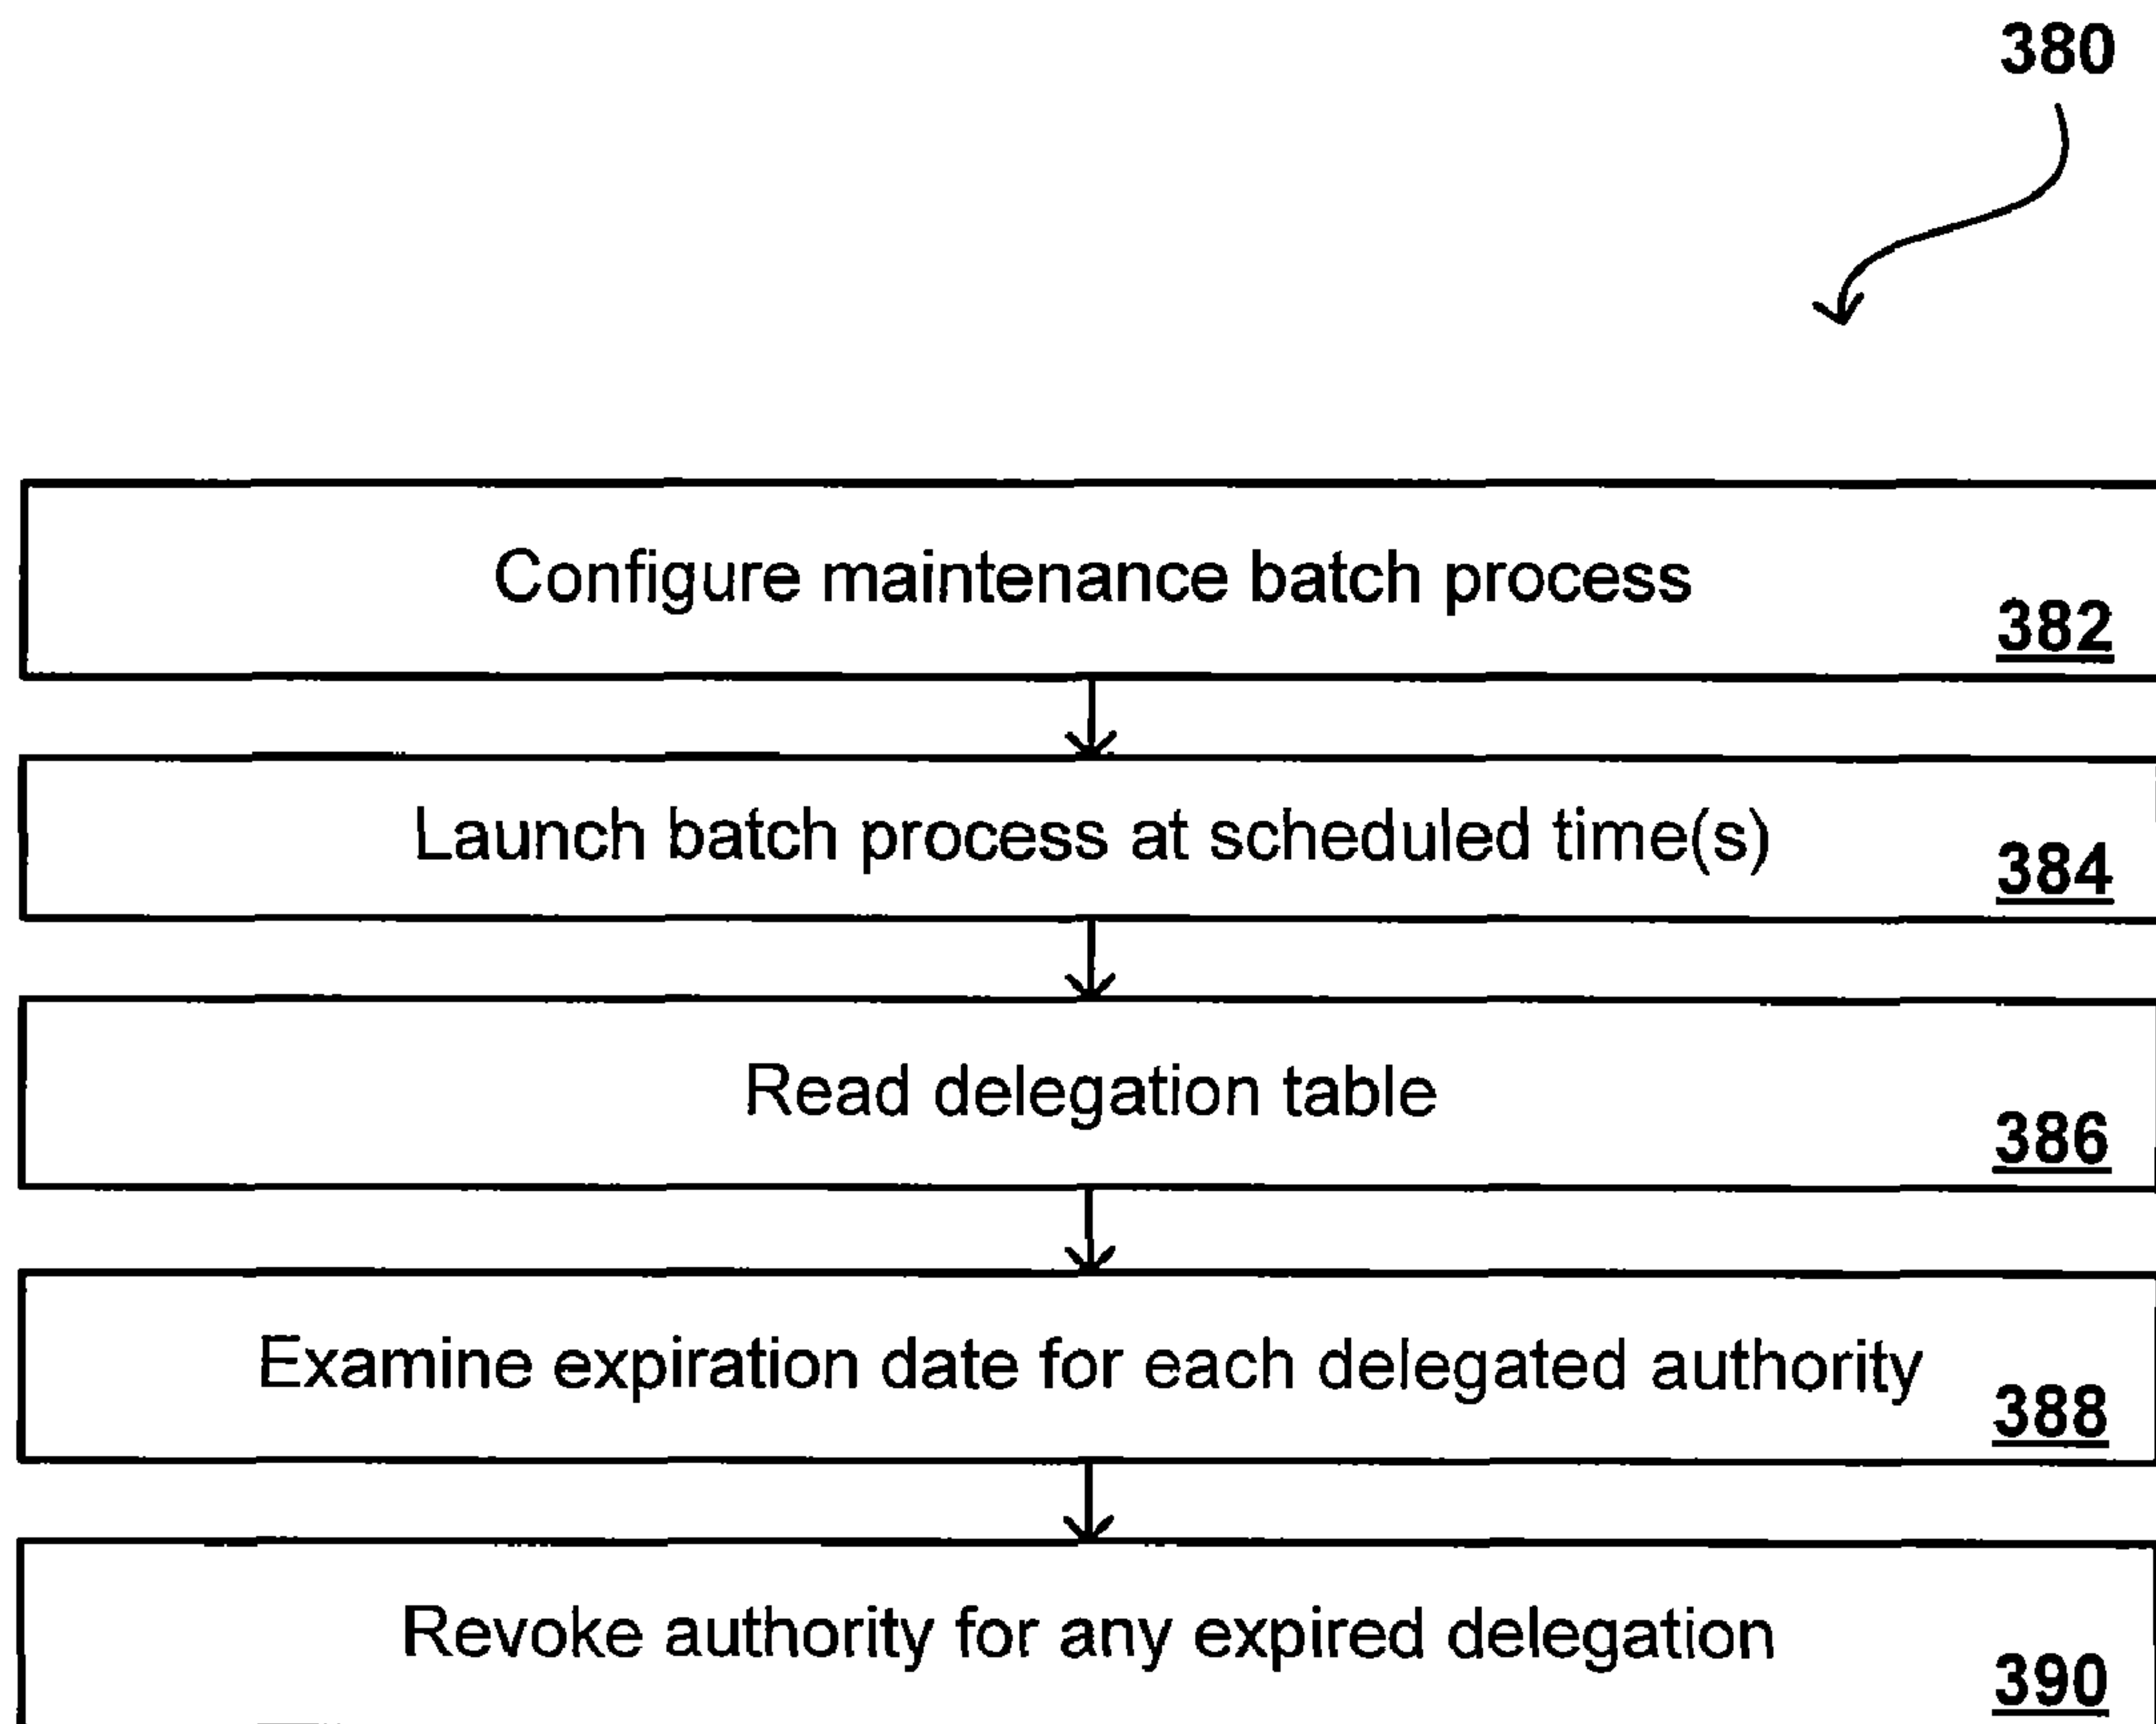 380
Configure maintenance batch process
382
Launch batch process at scheduled time(s)
384
Read delegation table
386
Examine expiration date for each delegated authority
388
Revoke authority for any expired delegation
390